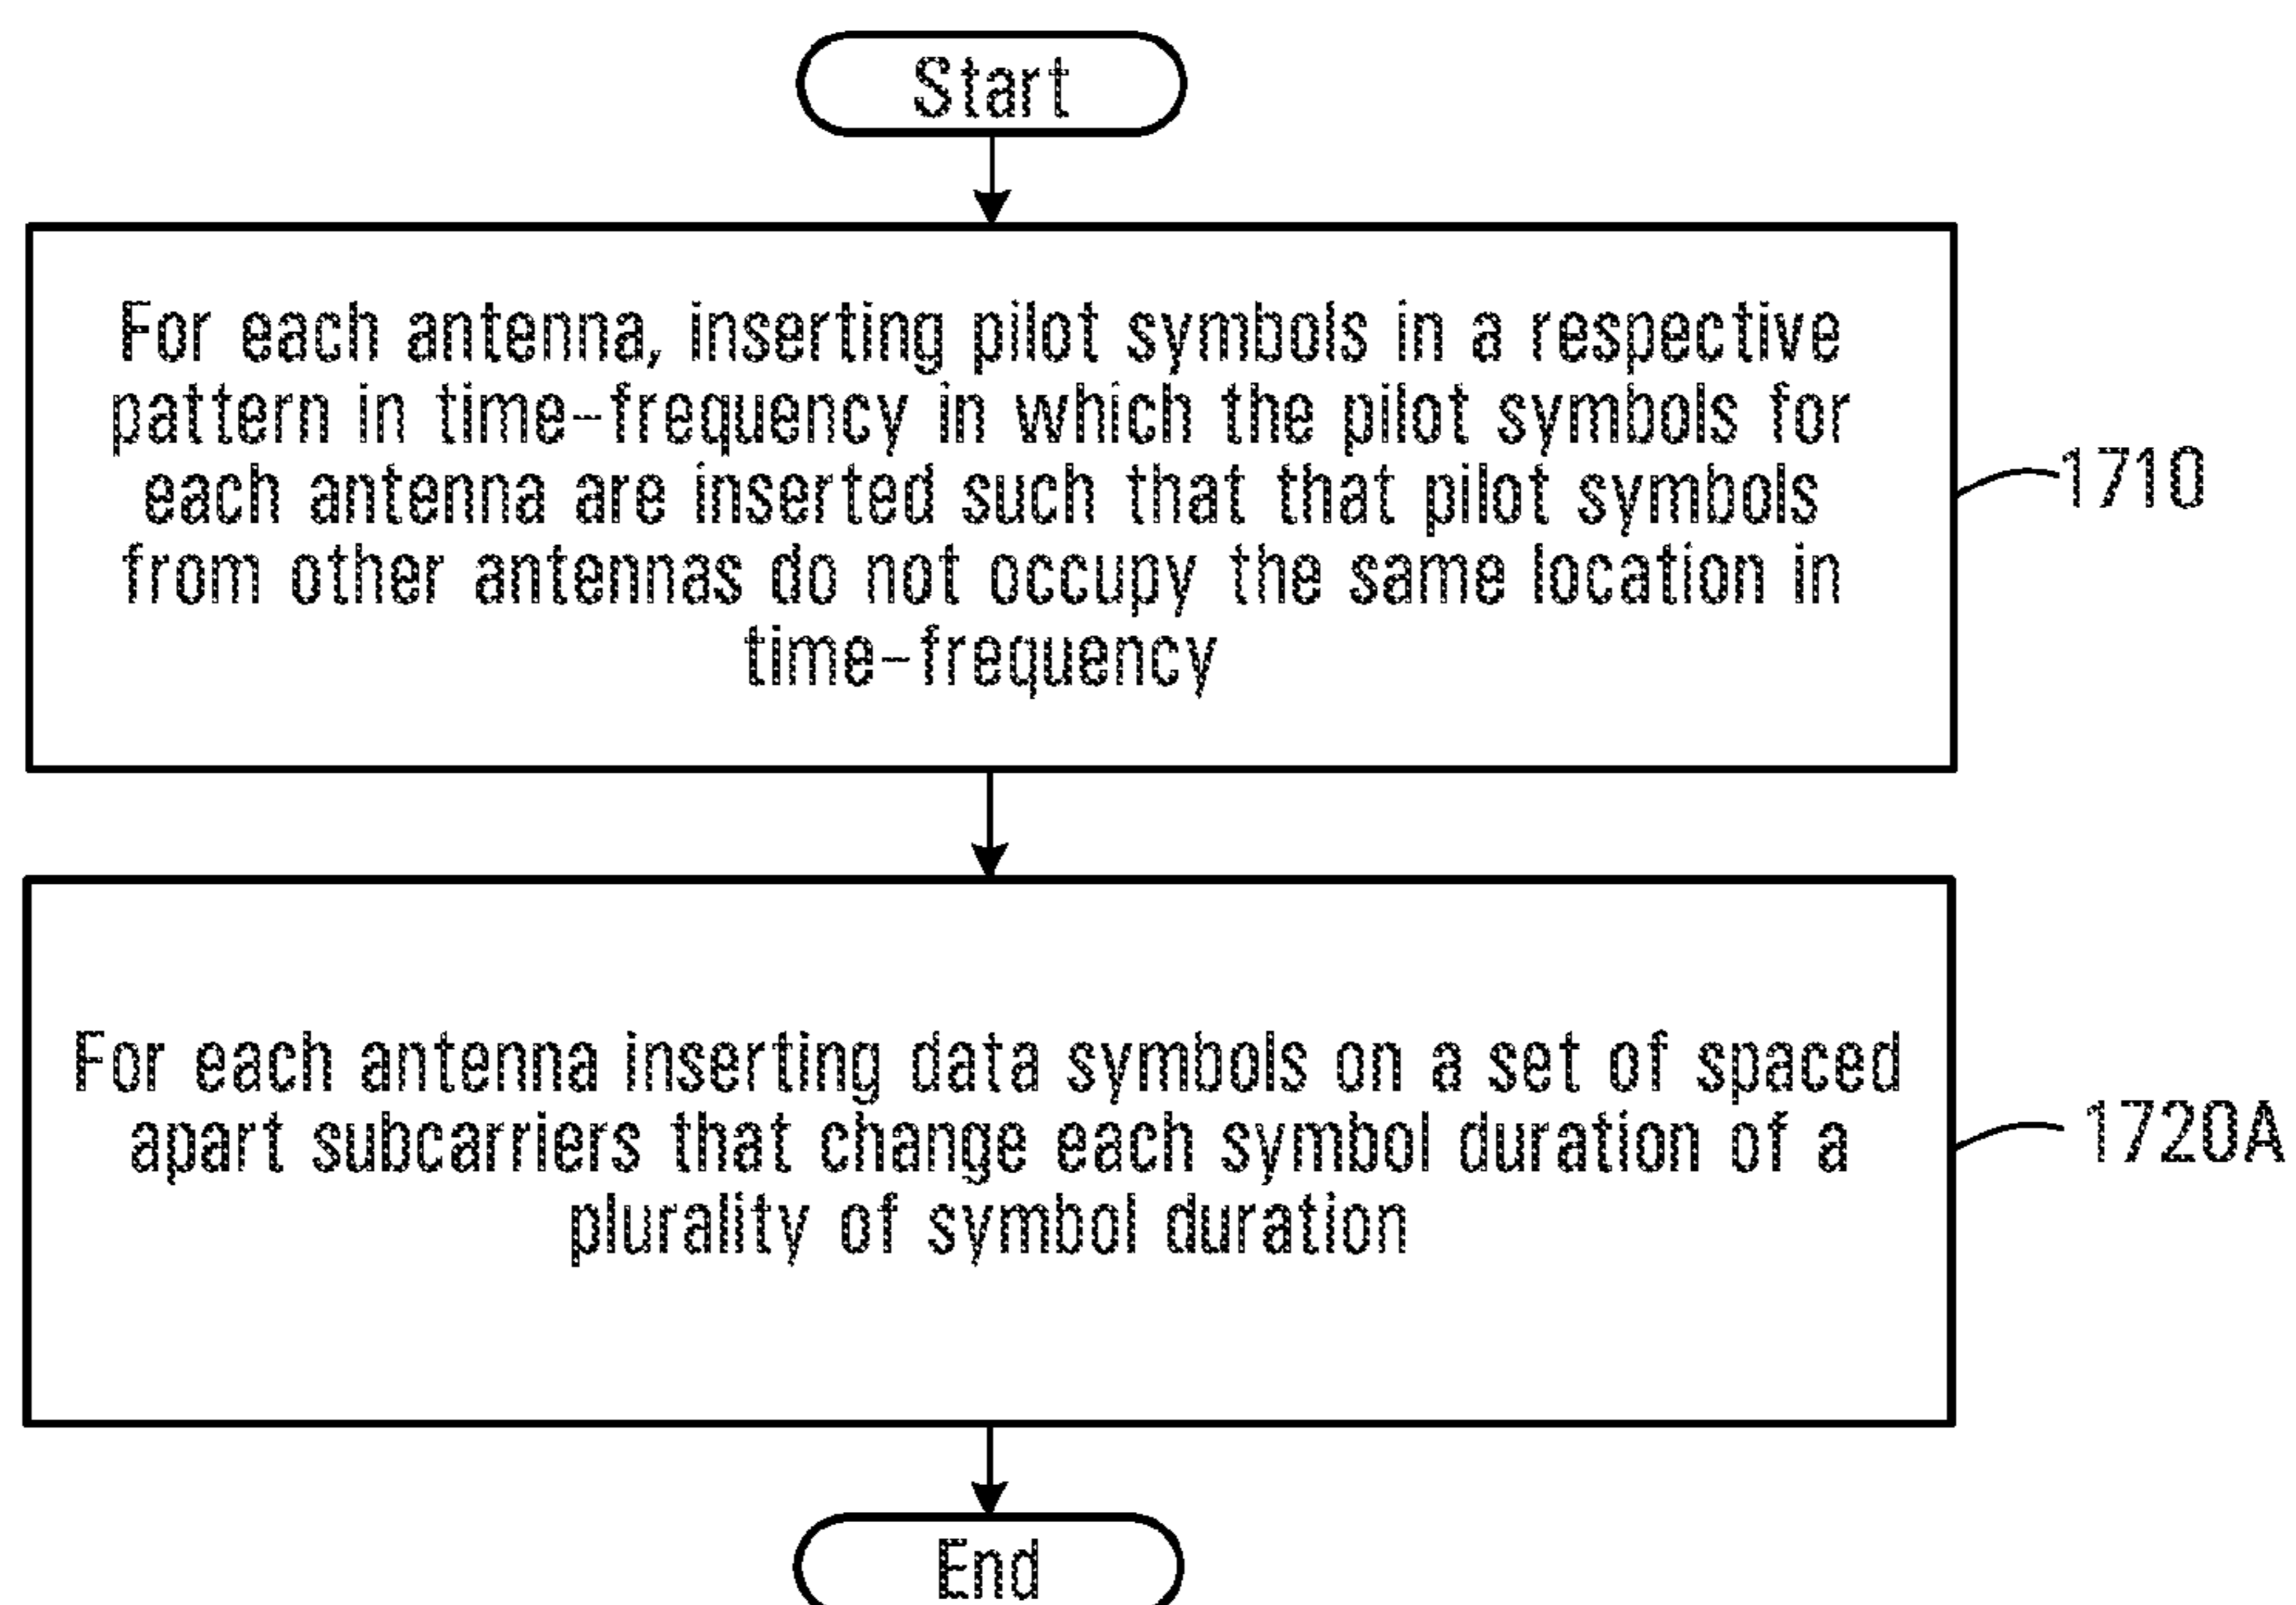 Start
For each antenna, inserting pilot symbols in a respective
pattern in time-frequency in which the pilot symbols for
each antenna are inserted such that that pilot symbols
from other antennas do not occupy the same location in
time-frequency
1710
For each antenna inserting data symbols on a set of spaced
apart subcarriers that change each symbol duration of a
plurality of symbol duration
1720A
End